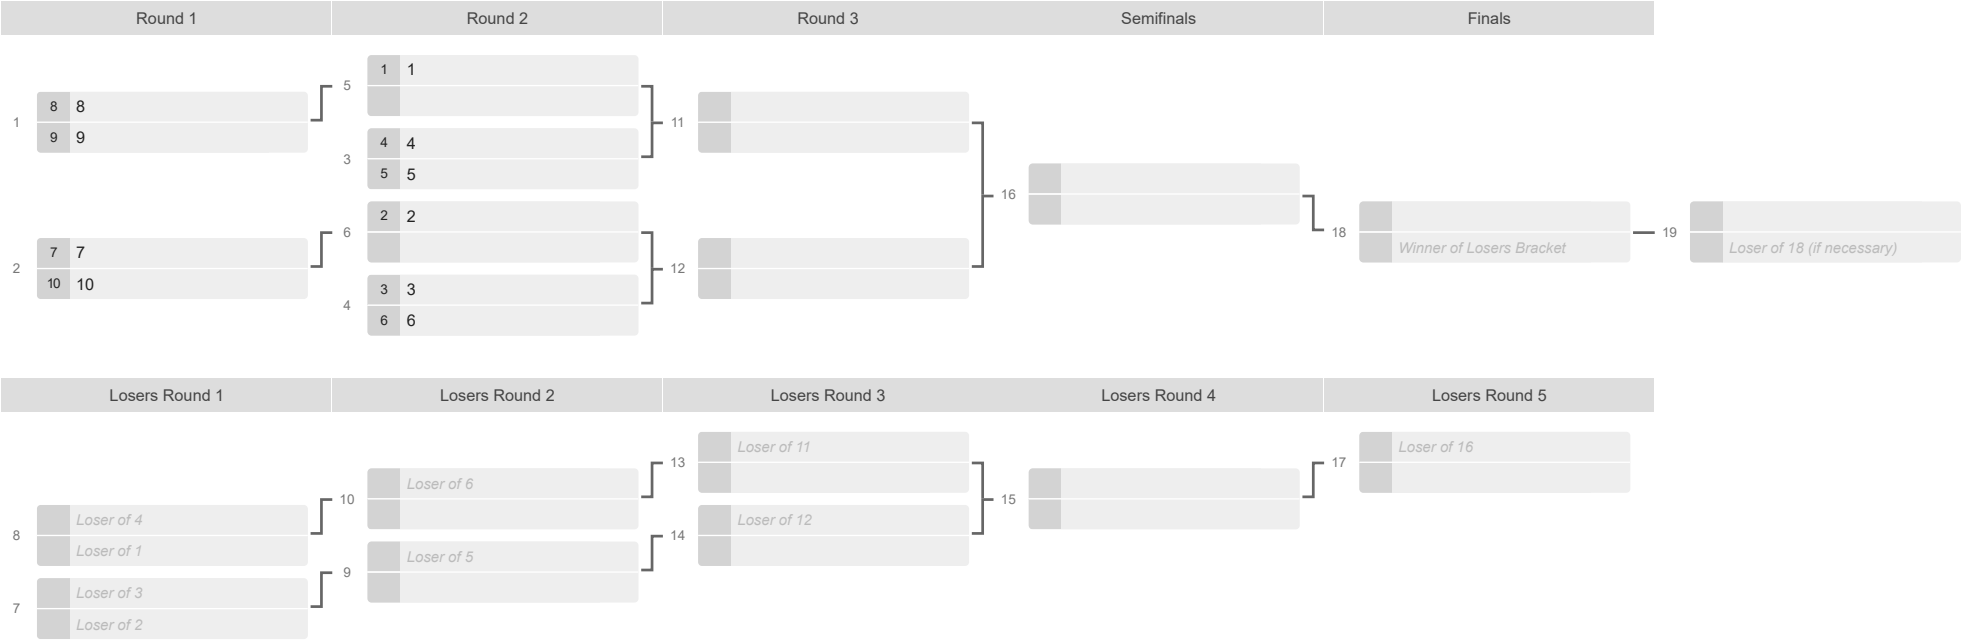 Round 1 Round 2 Round 3 Semifinals Finals
1 1
5
8 8
1
9 9
11
4 4
3
5 5
16
2 2
6
7 7
2
10 10
18
Winner of Losers Bracket
19
Loser of 18 (if necessary)
12
3 3
4
6 6
Losers Round 1 Losers Round 2 Losers Round 3 Losers Round 4 Losers Round 5
Loser of 11
13
Loser of 16
17
Loser of 6
10
15
Loser of 4
8
Loser of 1
Loser of 12
14
Loser of 5
9
Loser of 3
7
Loser of 2